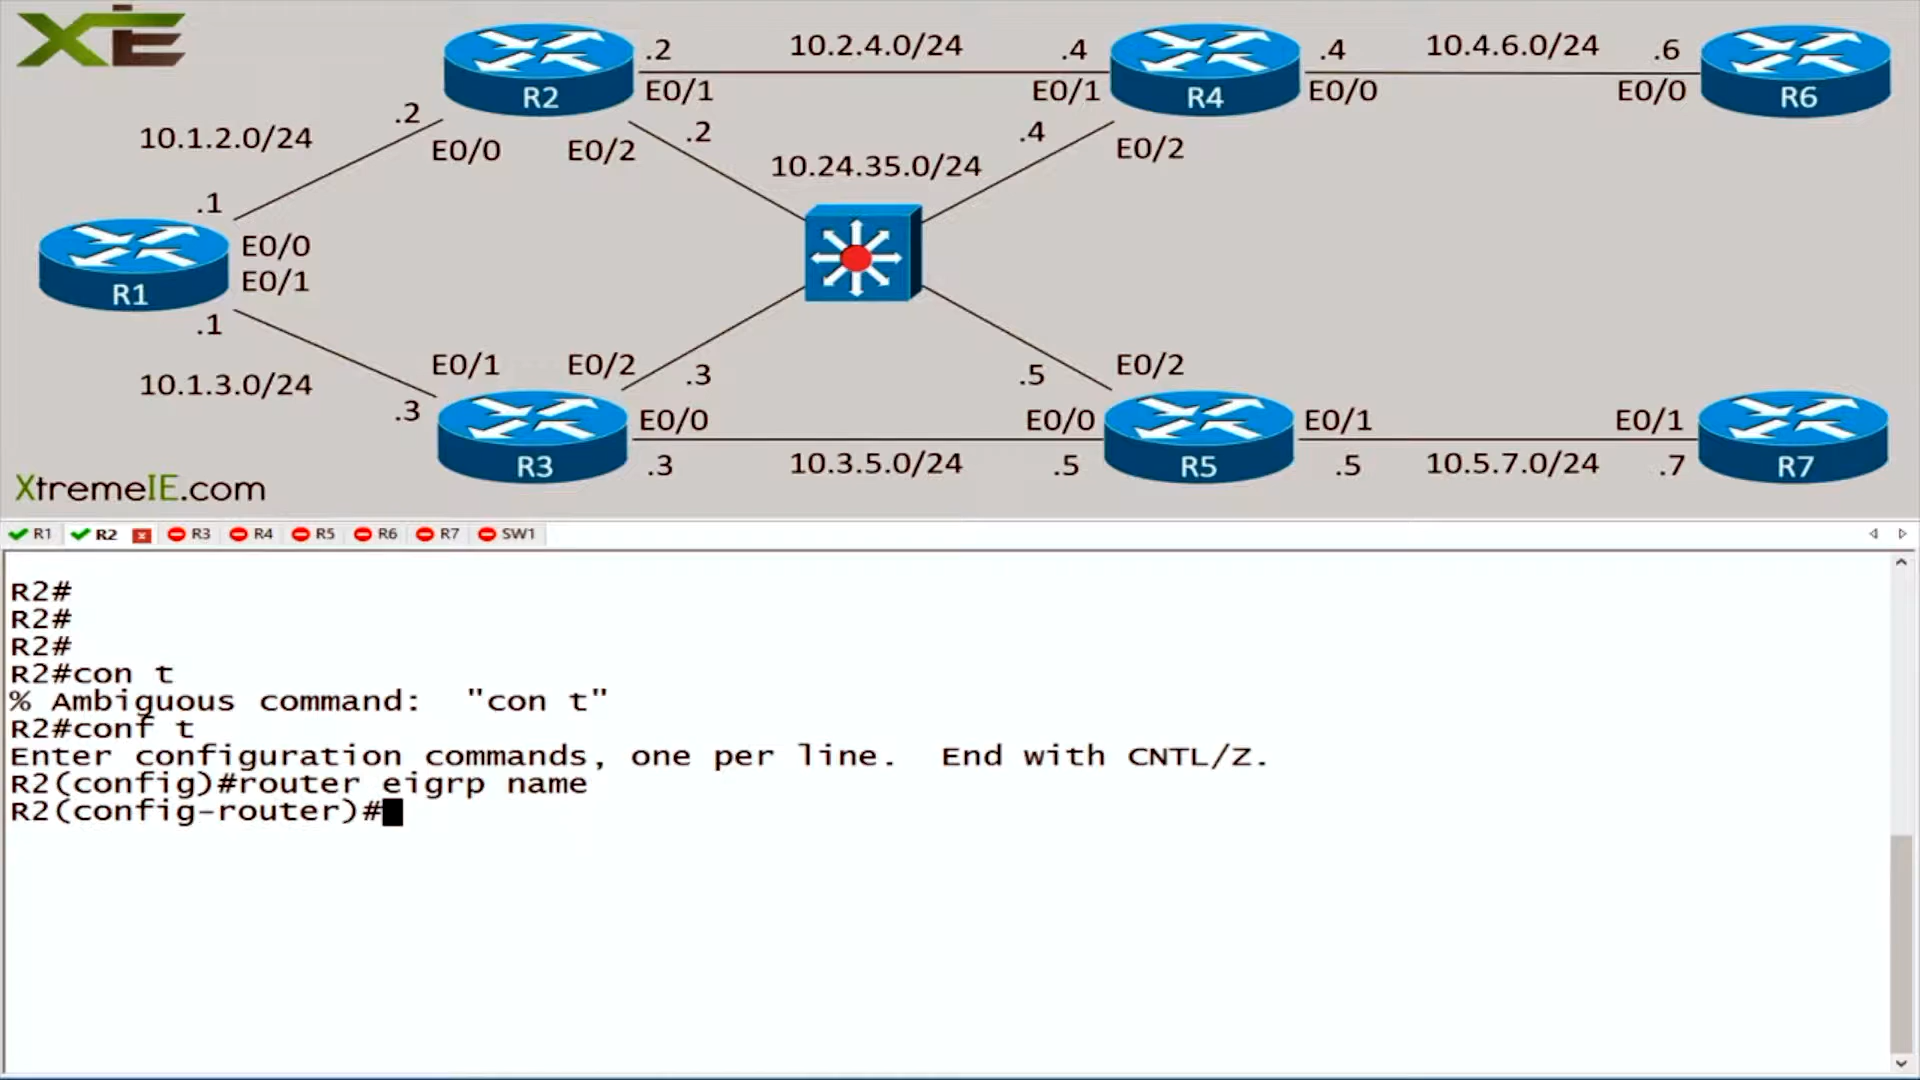 XIE
.2
10.2.4.0/24
.4
.4
10.4.6.0/24
.6
R2
E0/1
E0/1
R4
E0/0
E0/0
R6
.2
10.1.2.0/24
E0/0
E0/2
.2
.4
E0/2
10.24.35.0/24
.1
E0/0
E0/1
R1
.1
10.1.3.0/24
E0/1
E0/2
.3
.5
E0/2
.3
E0/0
E0/0
E0/1
E0/1
R3
.3
10.3.5.0/24
.5
R5
.5
10.5.7.0/24
.7
R7
XtremeIE.com
R1 R2 R3 R4 R5 R6 R7 SW1
R2#
R2#
R2#
R2#con t
% Ambiguous command:  "con t"
R2#conf t
Enter configuration commands, one per line.  End with CNTL/Z.
R2(config)#router eigrp name
R2(config-router)#